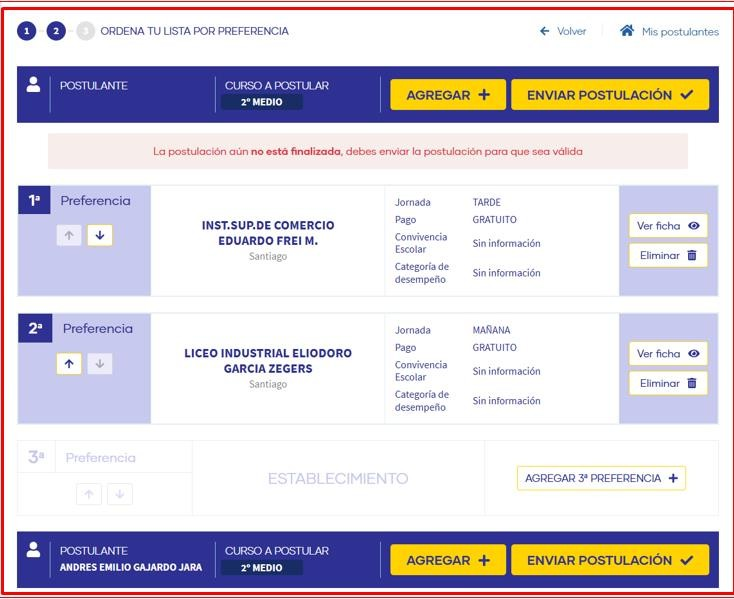 1 2 3 ORDENA TU LISTA POR PREFERENCIA Volver Mis postulantes
POSTULANTE CURSO A POSTULAR AGREGAR ENVIAR POSTULACIÓN
2º MEDIO
La postulación aún no está finalizada, debes enviar la postulación para que sea válida
1ª Preferencia
INST.SUP.DE COMERCIO
EDUARDO FREI M.
Santiago
Jornada TARDE
Pago GRATUITO
Convivencia
Escolar Sin información
Categoría de
desempeño Sin información
Ver ficha
Eliminar
2ª Preferencia
LICEO INDUSTRIAL ELIODORO
GARCIA ZEGERS
Santiago
Jornada MAÑANA
Pago GRATUITO
Convivencia
Escolar Sin información
Categoría de
desempeño Sin información
Ver ficha
Eliminar
3ª Preferencia
ESTABLECIMIENTO
AGREGAR 3ª PREFERENCIA
POSTULANTE CURSO A POSTULAR AGREGAR ENVIAR POSTULACIÓN
ANDRES EMILIO GAJARDO JARA 2º MEDIO